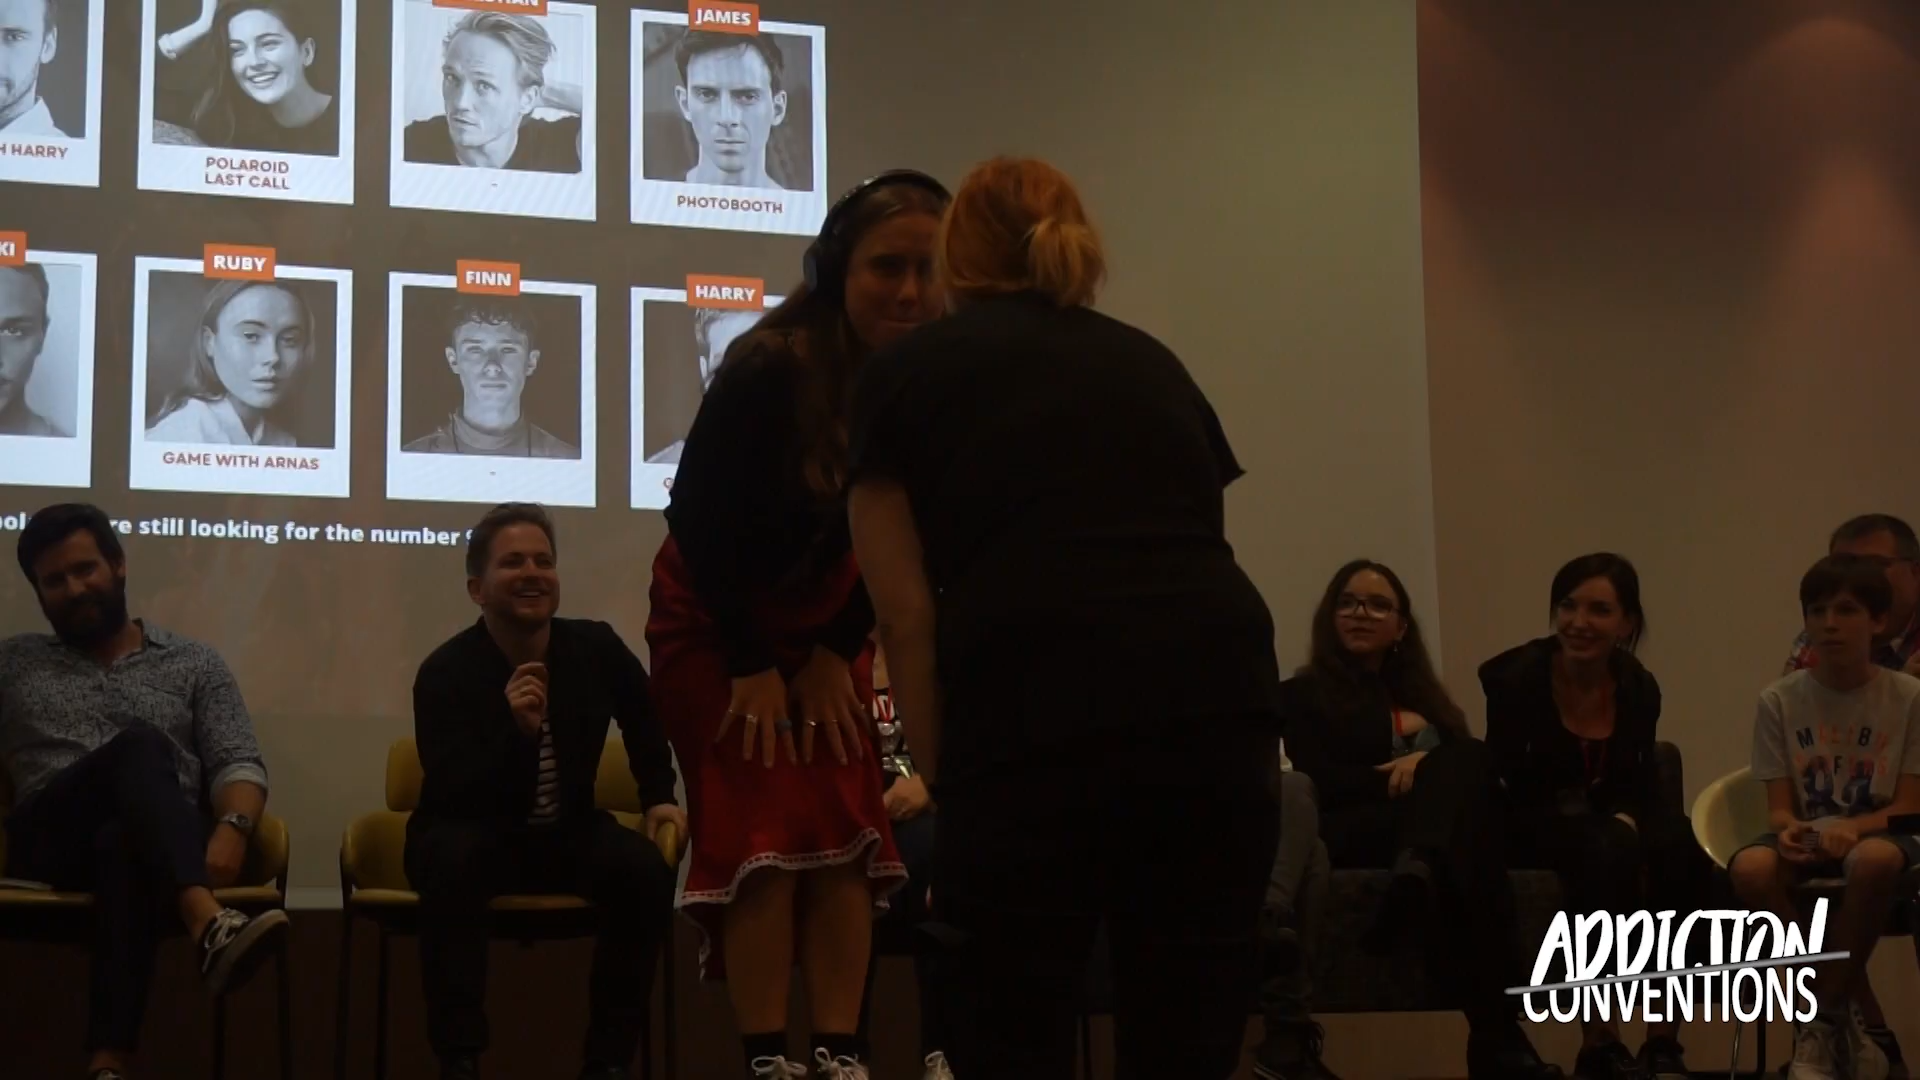 JAMES
H HARRY
POLAROID
LAST CALL
-
PHOTOBOOTH
KI
RUBY
FINN
HARRY
GAME WITH ARNAS
-
still looking for the number
ADDICTION
CONVENTIONS